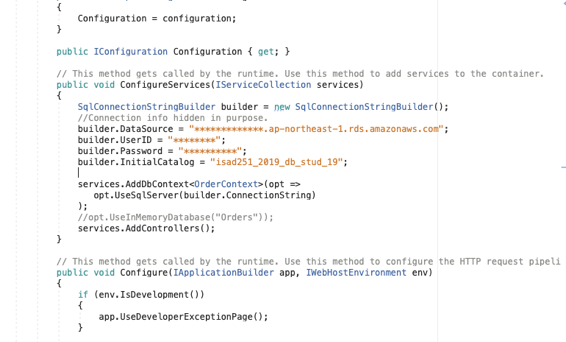 {
Configuration = configuration;
}
public IConfiguration Configuration { get; }
// This method gets called by the runtime. Use this method to add services to the container.
public void ConfigureServices(IServiceCollection services)
{
SqlConnectionStringBuilder builder = new SqlConnectionStringBuilder();
//Connection info hidden in purpose.
builder.DataSource = "*************.ap-northeast-1.rds.amazonaws.com";
builder.UserID = "********";
builder.Password = "**********";
builder.InitialCatalog = "isad251_2019_db_stud_19";
services.AddDbContext<OrderContext>(opt =>
opt.UseSqlServer(builder.ConnectionString)
);
//opt.UseInMemoryDatabase("Orders"));
services.AddControllers();
}
// This method gets called by the runtime. Use this method to configure the HTTP request pipeli
public void Configure(IApplicationBuilder app, IWebHostEnvironment env)
{
if (env.IsDevelopment())
{
app.UseDeveloperExceptionPage();
}